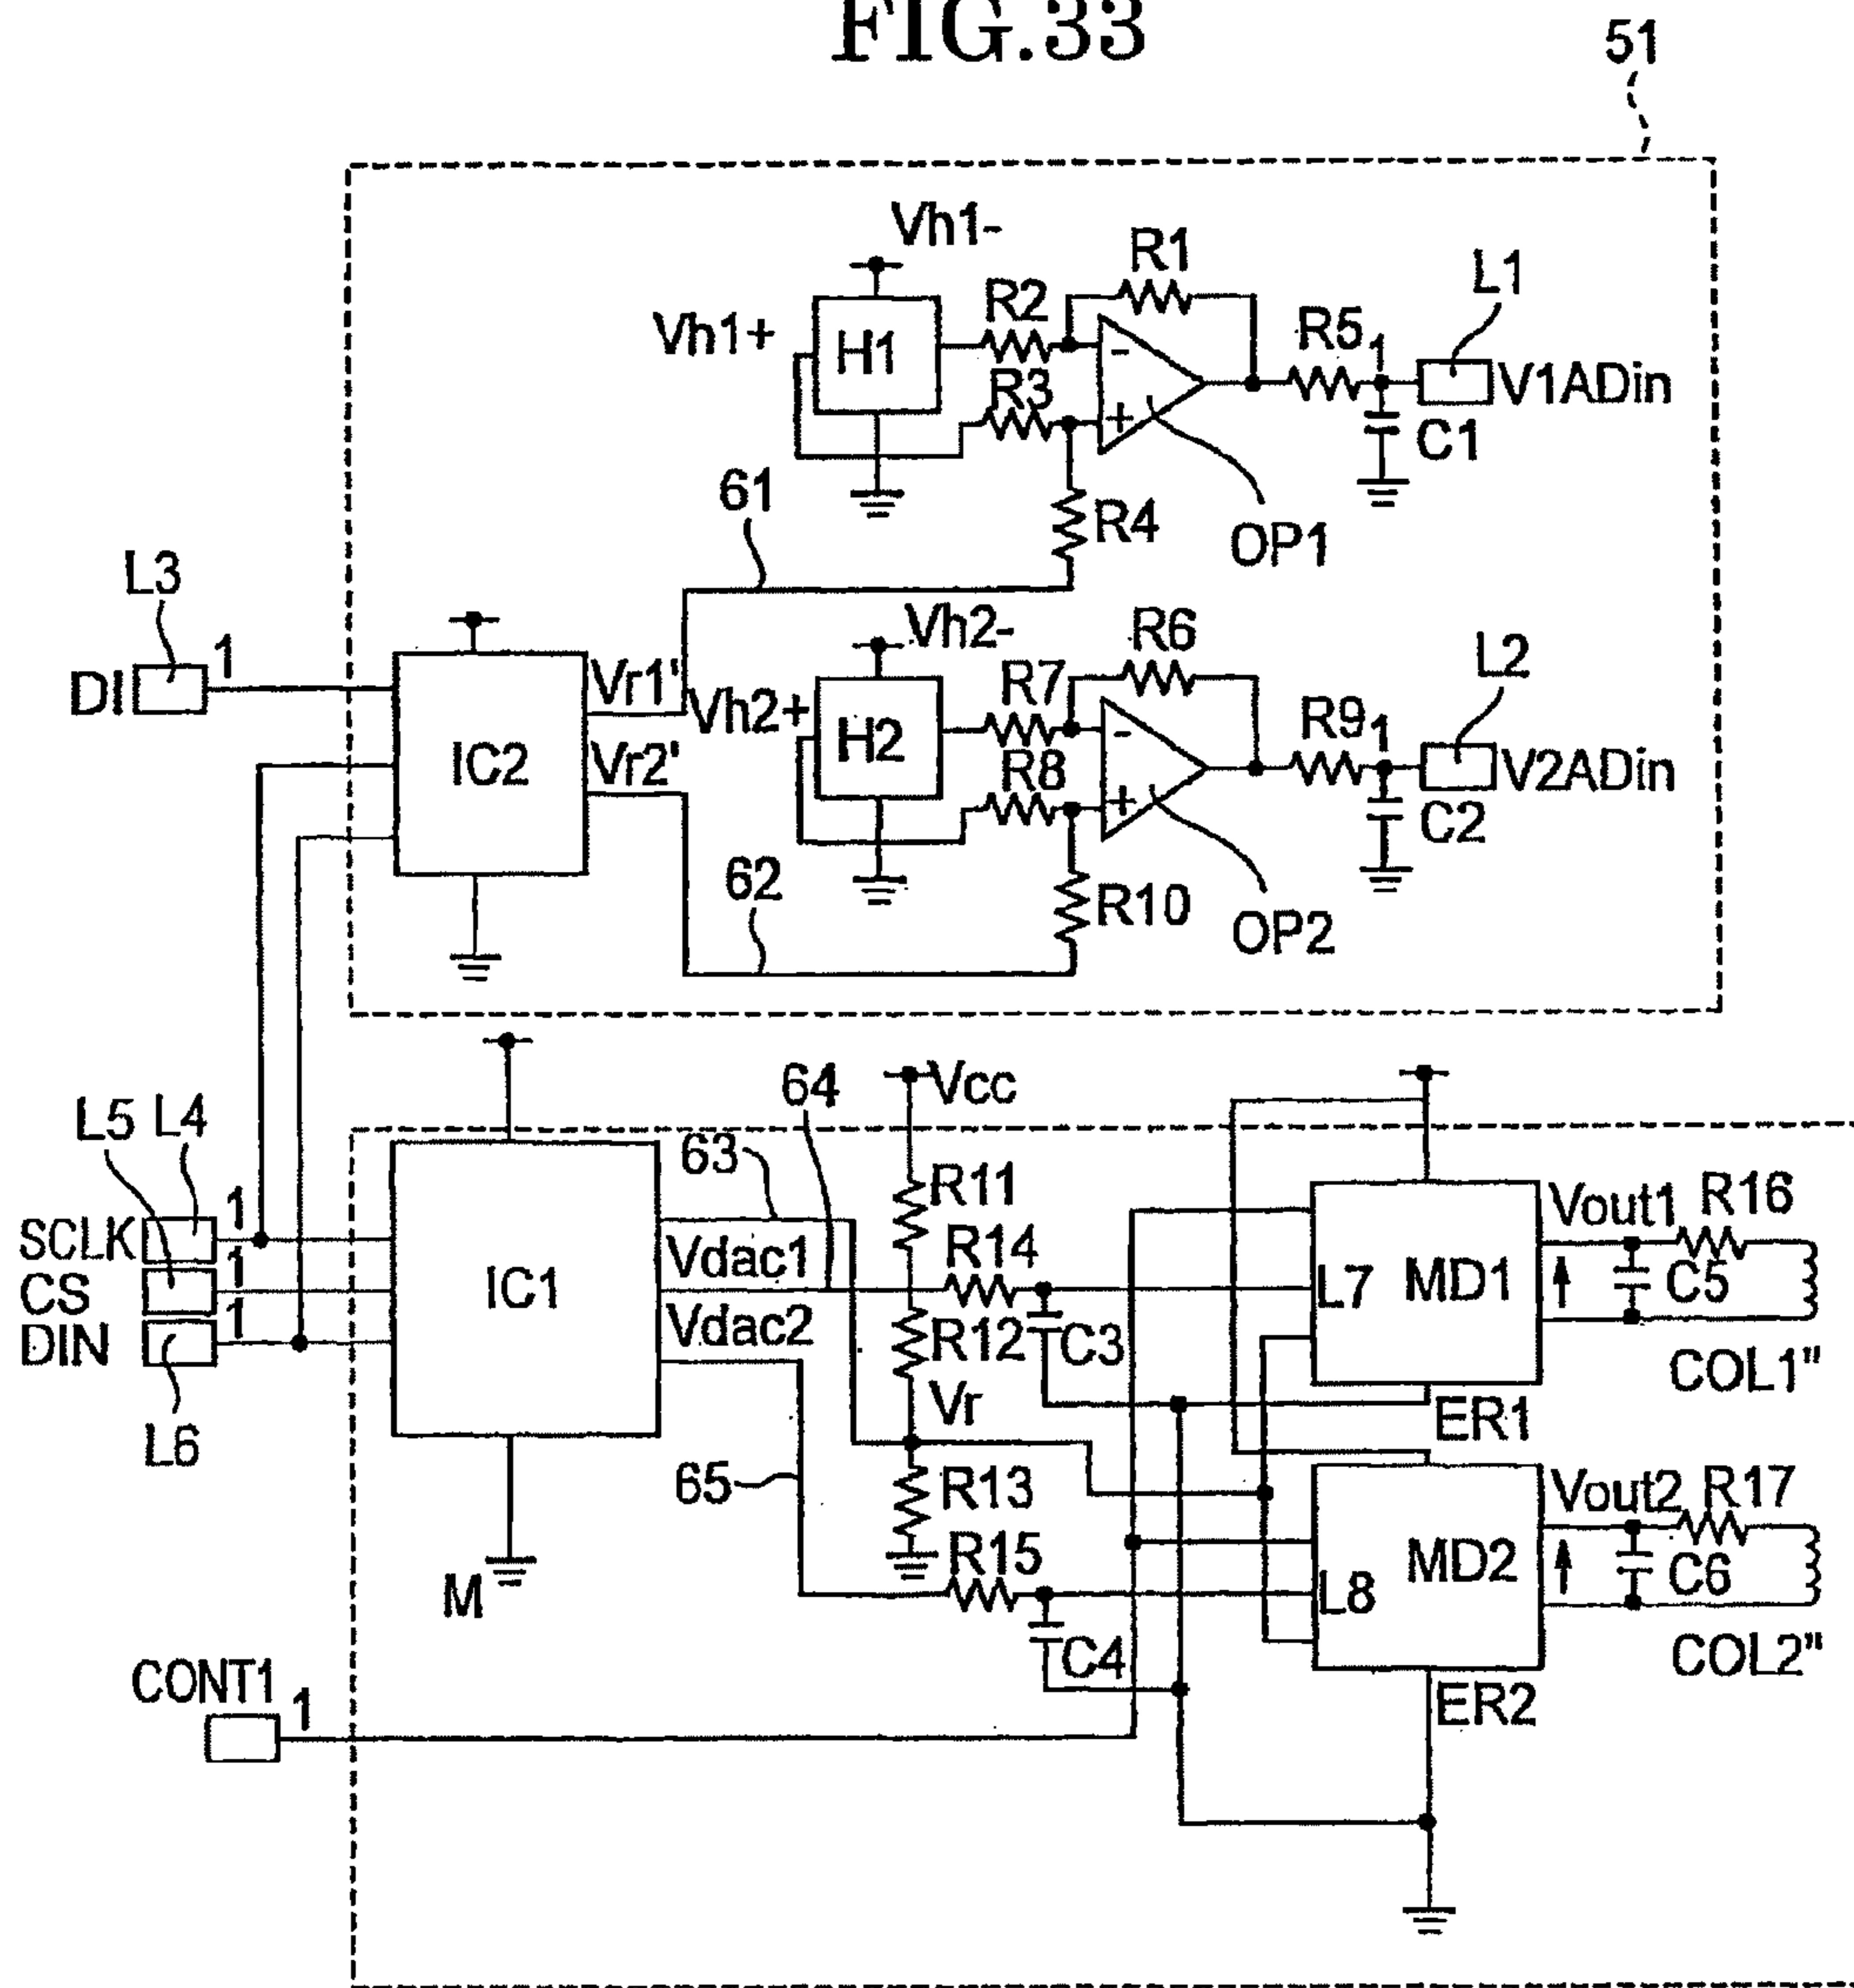 FIG.33
51
Vh1-
R1
L1
Vh1+
H1
R2
R5
1
V1ADin
R3
-
+
C1
61
R4
OP1
L3
Vh2-
R6
L2
DI
1
Vr1'
Vh2+
H2
R7
R9
1
V2ADin
IC2
Vr2'
R8
-
+
C2
62
R10
OP2
64
Vcc
L5
L4
63
R11
Vout1
R16
SCLK
1
R14
Vdac1
CS
1
IC1
L7
MD1
C5
DIN
1
Vdac2
R12
C3
COL1"
L6
Vr
ER1
65
R13
Vout2
R17
R15
MD2
C6
M
L8
C4
COL2"
CONT1
1
ER2